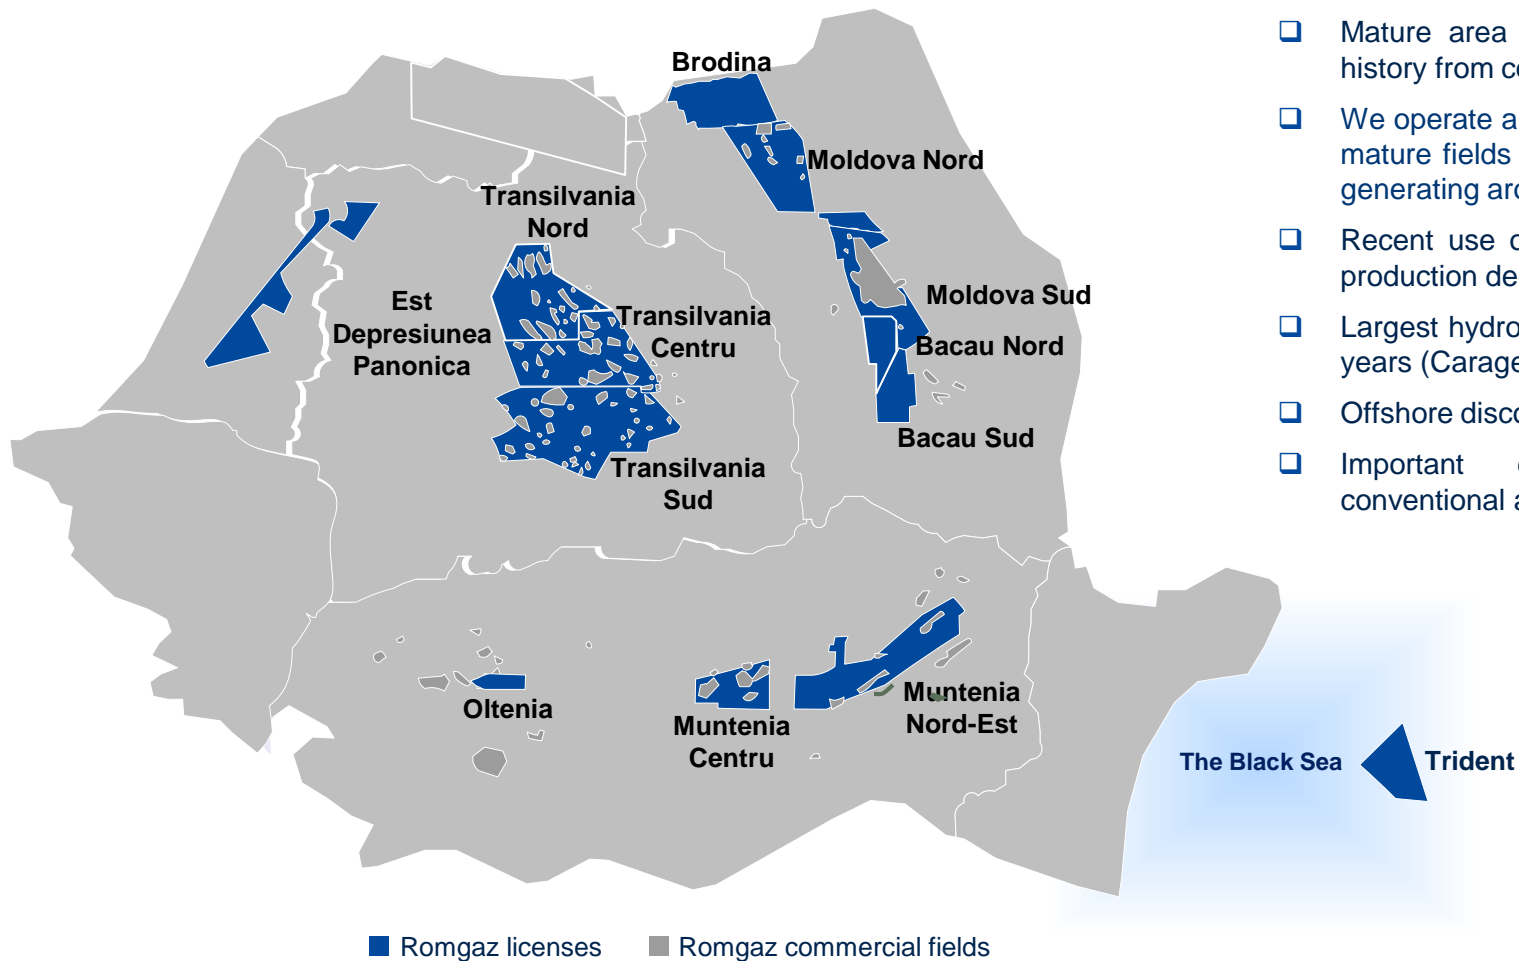 Brodina
Moldova Nord
Transilvania
Nord
Est
Depresiunea
Panonica
Transilvania
Centru
Moldova Sud
Bacau Nord
Bacau Sud
Transilvania
Sud
Oltenia
Muntenia
Centru
Muntenia
Nord-Est
The Black Sea
Trident
Romgaz licenses
Romgaz commercial fields
❑ Mature area
history from
❑ We operate a
mature fields
generating
❑ Recent use
production
❑ Largest
years
❑ Offshore
❑ Important
conventional